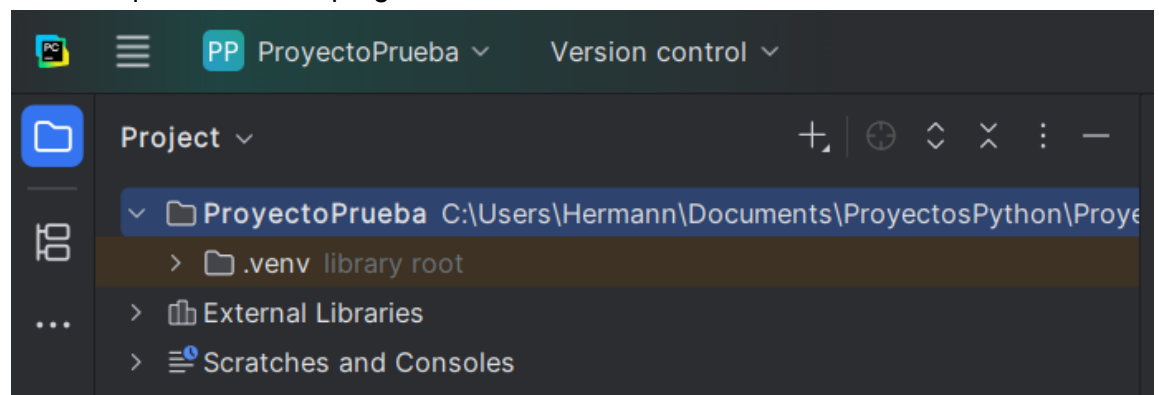 PC
PP ProyectoPrueba Version control
Project
ProyectoPrueba C:\Users\Hermann\Documents\ProyectosPython\Proye
.venv library root
External Libraries
Scratches and Consoles